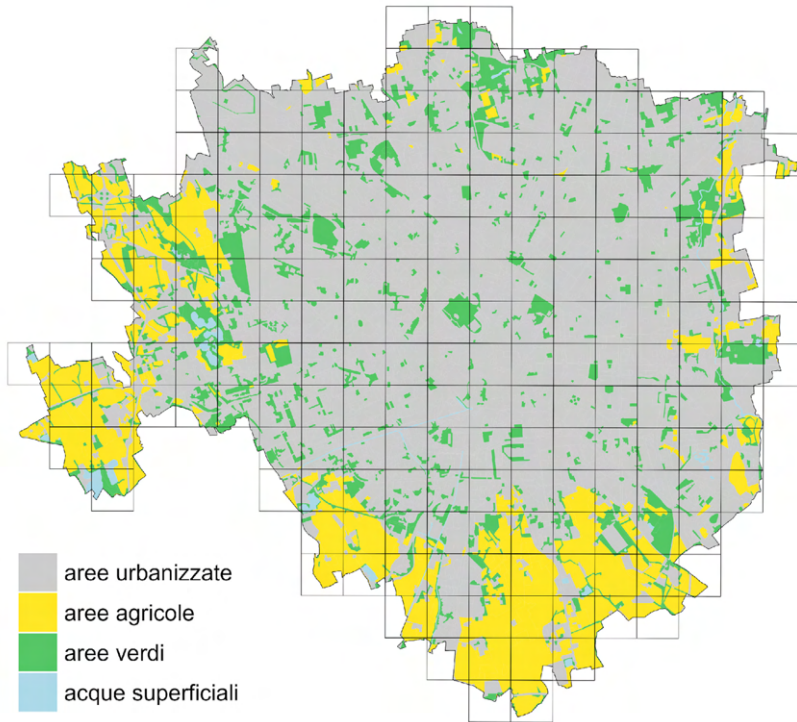 aree urbanizzate
aree agricole
aree verdi
acque superficiali